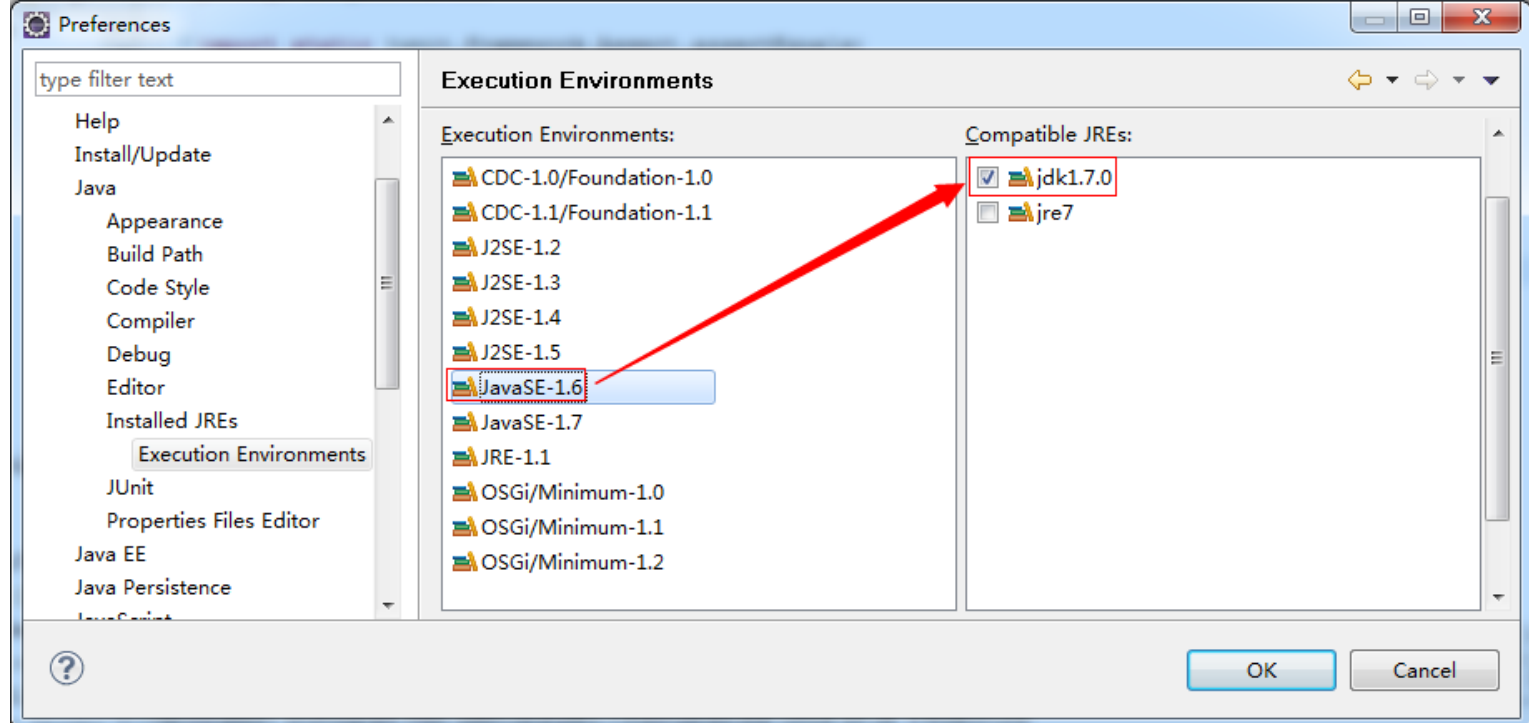 Preferences
type filter text
Help
Install/Update
Java
Appearance
Build Path
Code Style
Compiler
Debug
Editor
Installed JREs
Execution Environments
JUnit
Properties Files Editor
Java EE
Java Persistence
Execution Environments
Execution Environments:
CDC-1.0/Foundation-1.0
CDC-1.1/Foundation-1.1
J2SE-1.2
J2SE-1.3
J2SE-1.4
J2SE-1.5
JavaSE-1.6
JavaSE-1.7
JRE-1.1
OSGi/Minimum-1.0
OSGi/Minimum-1.1
OSGi/Minimum-1.2
Compatible JREs:
jdk1.7.0
jre7
OK
Cancel